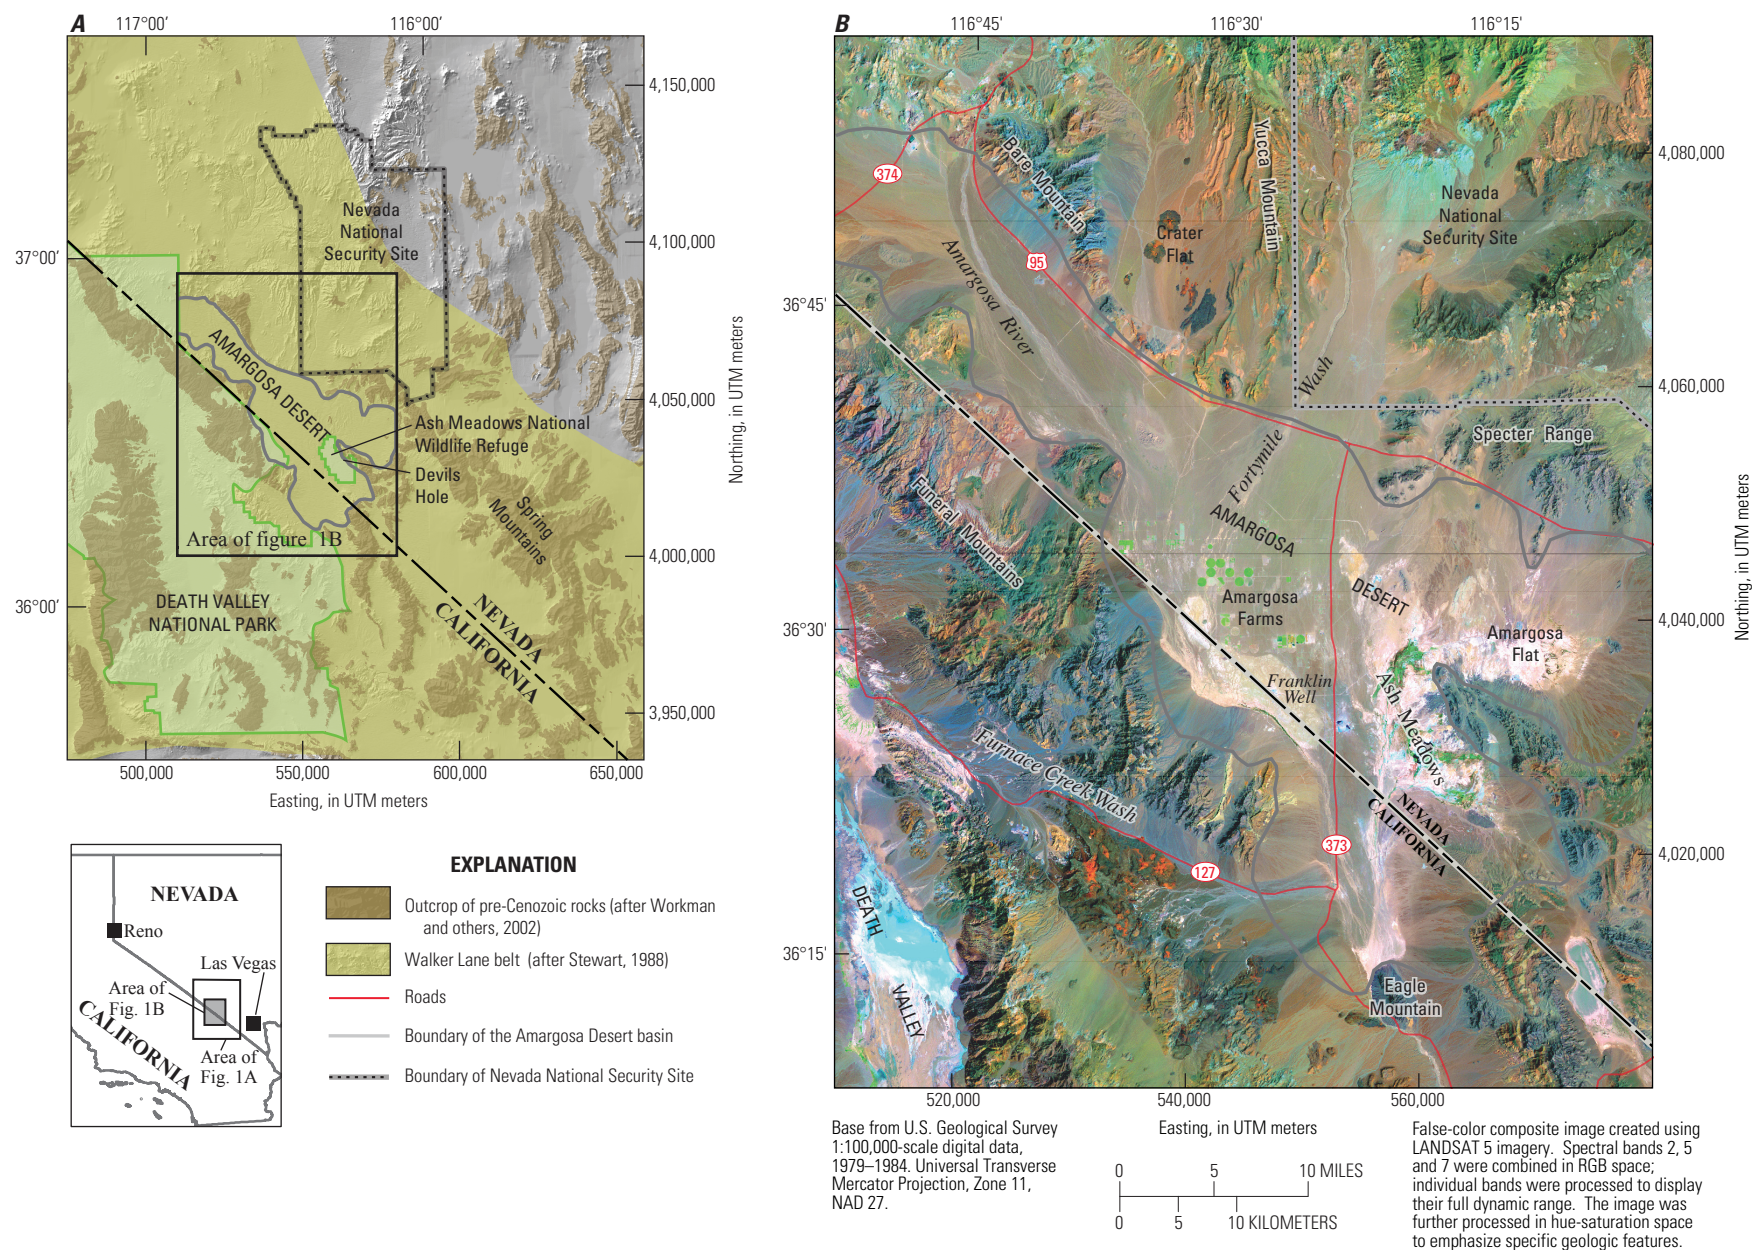 A
117°00'
116°00'
4,150,000
4,100,000
4,050,000
4,000,000
3,950,000
Northing, in UTM meters
37°00'
36°00'
Nevada
National
Security Site
AMARGOSA DESERT
Ash Meadows National
Wildlife Refuge
Devils
Hole
Spring
Mountains
Area of figure 1B
DEATH VALLEY
NATIONAL PARK
NEVADA
CALIFORNIA
500,000
550,000
600,000
650,000
Easting, in UTM meters
NEVADA
Reno
Las Vegas
Area of
Fig. 1B
CALIFORNIA
Area of
Fig. 1A
EXPLANATION
Outcrop of pre-Cenozoic rocks (after Workman
and others, 2002)
Walker Lane belt (after Stewart, 1988)
Roads
Boundary of the Amargosa Desert basin
Boundary of Nevada National Security Site
B
116°45'
116°30'
116°15'
4,080,000
4,060,000
4,040,000
4,020,000
Northing, in UTM meters
36°45'
36°30'
36°15'
374
Bare Mountain
Yucca Mountain
Crater
Flat
Nevada
National
Security Site
95
Amargosa River
Fortymile Wash
Specter Range
Funeral Mountains
AMARGOSA
DESERT
Amargosa
Farms
Amargosa
Flat
Franklin
Well
Ash Meadows
Furnace Creek Wash
NEVADA
CALIFORNIA
373
127
DEATH
VALLEY
Eagle
Mountain
520,000
540,000
560,000
Easting, in UTM meters
Base from U.S. Geological Survey
1:100,000-scale digital data,
1979–1984. Universal Transverse
Mercator Projection, Zone 11,
NAD 27.
0 5 10 MILES
0 5 10 KILOMETERS
False-color composite image created using
LANDSAT 5 imagery. Spectral bands 2, 5
and 7 were combined in RGB space;
individual bands were processed to display
their full dynamic range. The image was
further processed in hue-saturation space
to emphasize specific geologic features.